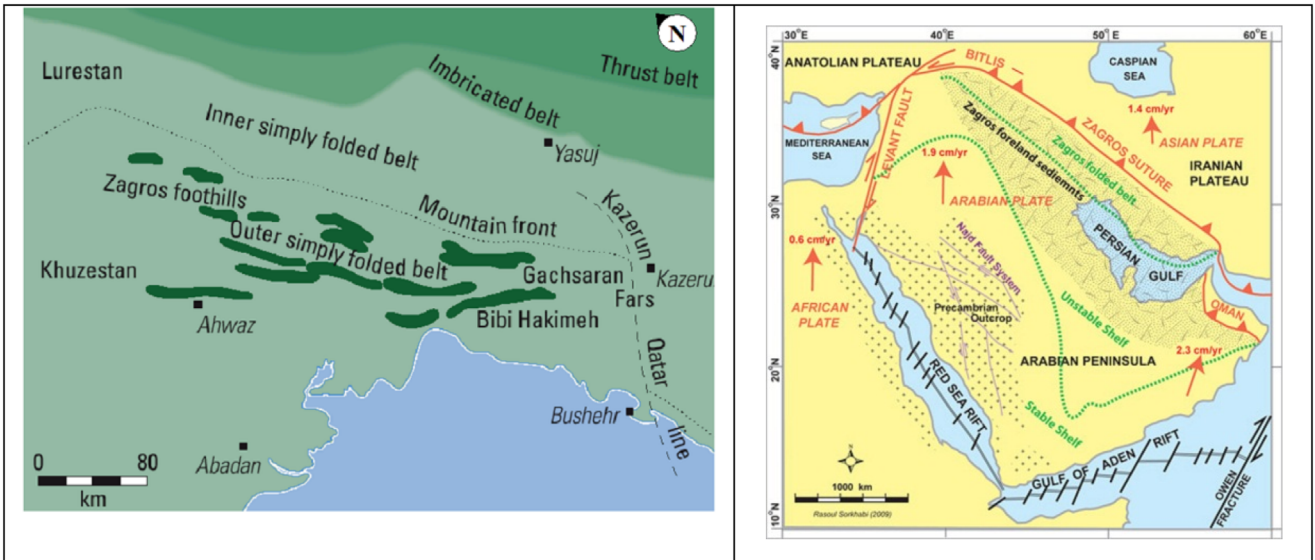 N
Lurestan
Thrust belt
Imbricated belt
Inner simply folded belt
Yasuj
Zagros foothills
Mountain front
Kazerun
Outer simply folded belt
Khuzestan
Gachsaran
Kazeru
Fars
Ahwaz
Bibi Hakimeh
Qatar
line
Bushehr
Abadan
0 80
km
30°E 40°E 50°E 60°E
40°N
ANATOLIAN PLATEAU
BITLIS —
CASPIAN
SEA
ZAGROS SUTURE
1.4 cm/yr
ASIAN PLATE
MEDITERRANEAN
SEA
LEVANT FAULT
Zagros foreland sediemnts
Zagros folded belt
IRANIAN
PLATEAU
1.9 cm/yr
ARABIAN PLATE
30°N
PERSIAN
GULF
0.6 cm/yr
Najd Fault System
AFRICAN
PLATE
Precambrian
Outcrop
Unstable Shelf
OMAN
ARABIAN PENINSULA
2.3 cm/yr
20°N
RED SEA RIFT
Stable Shelf
N
GULF OF ADEN RIFT
OWEN
FRACTURE
1000 km
Rasoul Sorkhabi (2009)
10°N